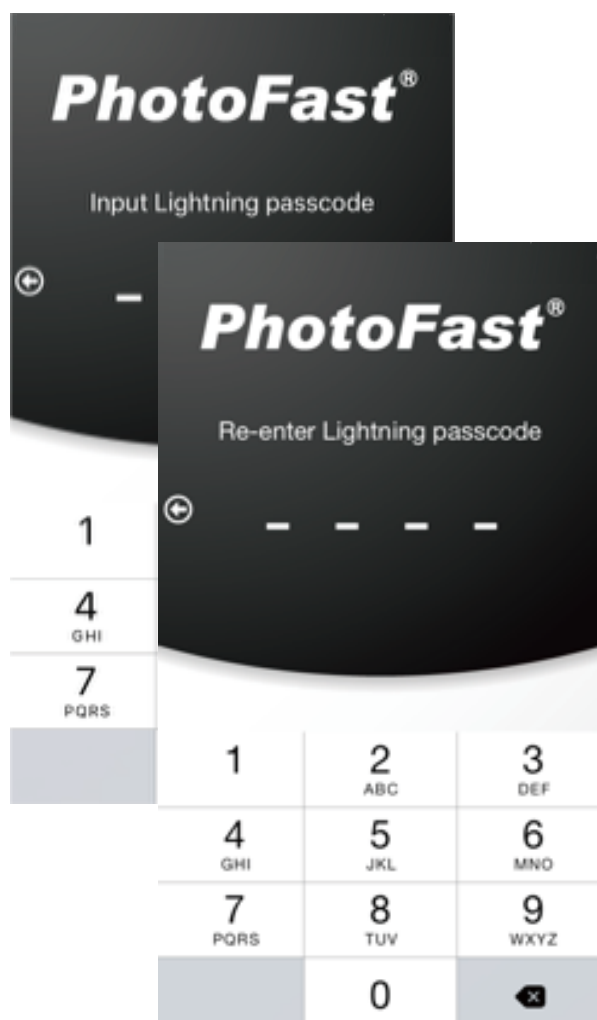 PhotoFast®
Input Lightning passcode
1
4
GHI
7
PQRS
PhotoFast®
Re-enter Lightning passcode
1 2 3
ABC DEF
4 5 6
GHI JKL MNO
7 8 9
PQRS TUV WXYZ
0